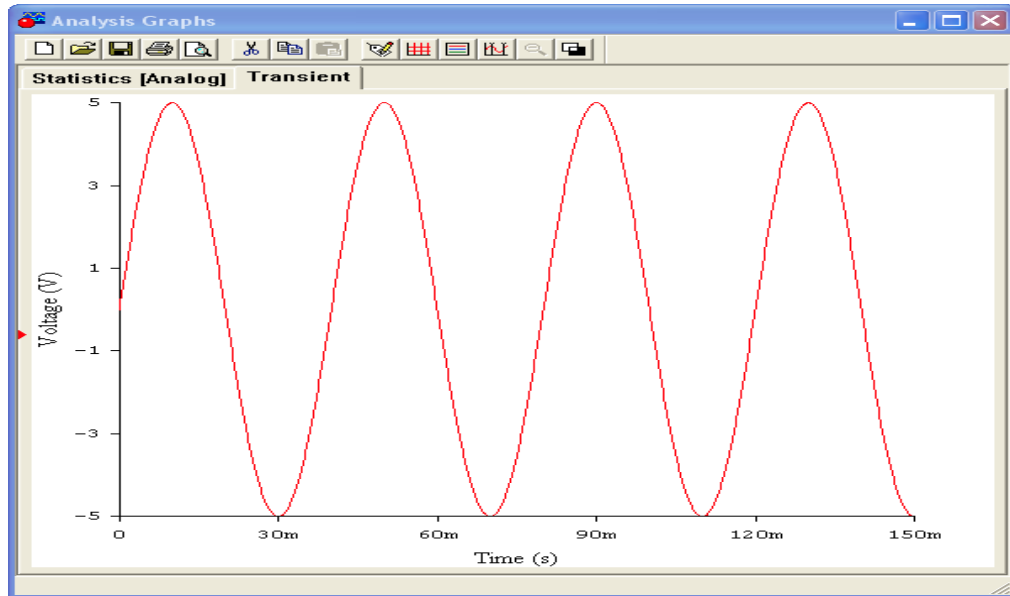 Analysis Graphs
Statistics [Analog] Transient
5
3
1
-1
-3
-5
Voltage (V)
0 30m 60m 90m 120m 150m
Time (s)